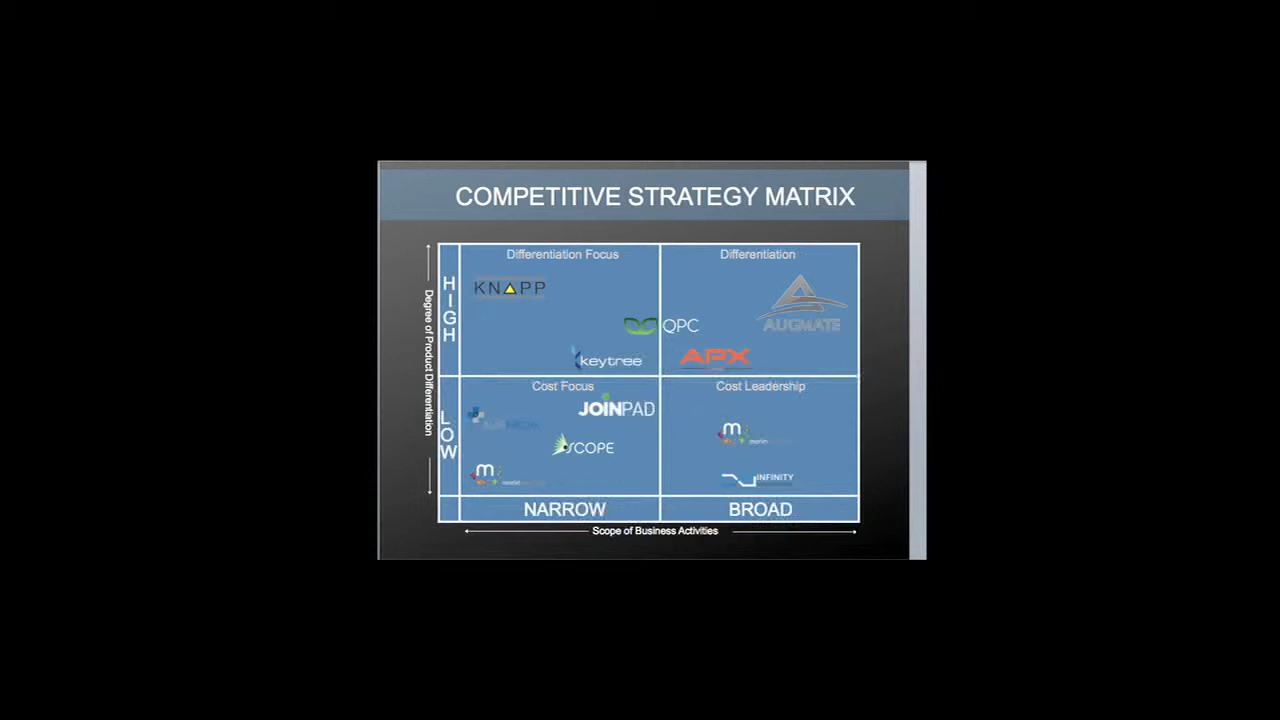 COMPETITIVE STRATEGY MATRIX
Differentiation Focus
Differentiation
HIGH
KNAPP
AUGMATE
QPC
keytree
APX
Degree of Product Differentiation
Cost Focus
Cost Leadership
LOW
JOINPAD
SCOPE
m
merlin
m
INFINITY
NARROW
BROAD
Scope of Business Activities